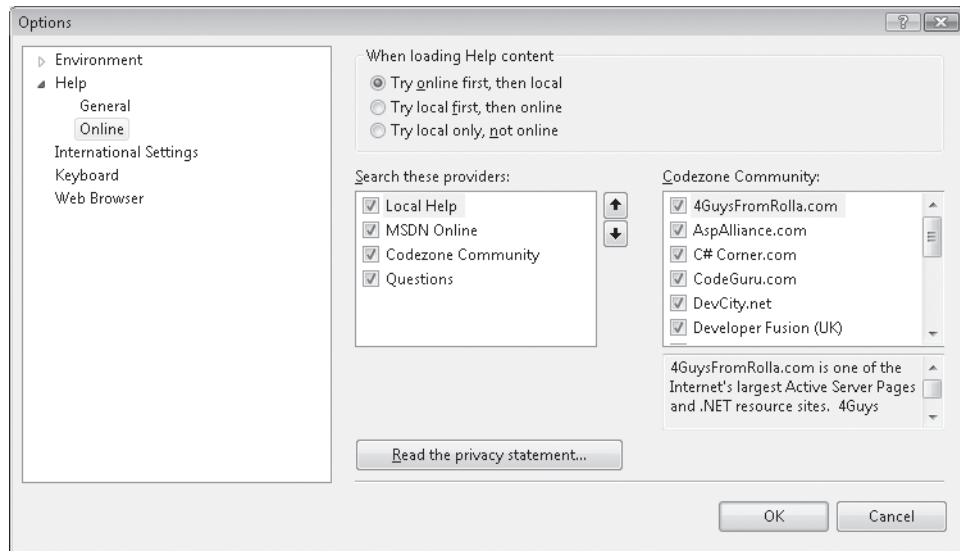 Options
Environment
Help
General
Online
International Settings
Keyboard
Web Browser
When loading Help content
Try online first, then local
Try local first, then online
Try local only, not online
Search these providers:
Local Help
MSDN Online
Codezone Community
Questions
Codezone Community:
4GuysFromRolla.com
AspAlliance.com
C# Corner.com
CodeGuru.com
DevCity.net
Developer Fusion (UK)
4GuysFromRolla.com is one of the
Internet's largest Active Server Pages
and .NET resource sites.  4Guys
Read the privacy statement...
OK
Cancel